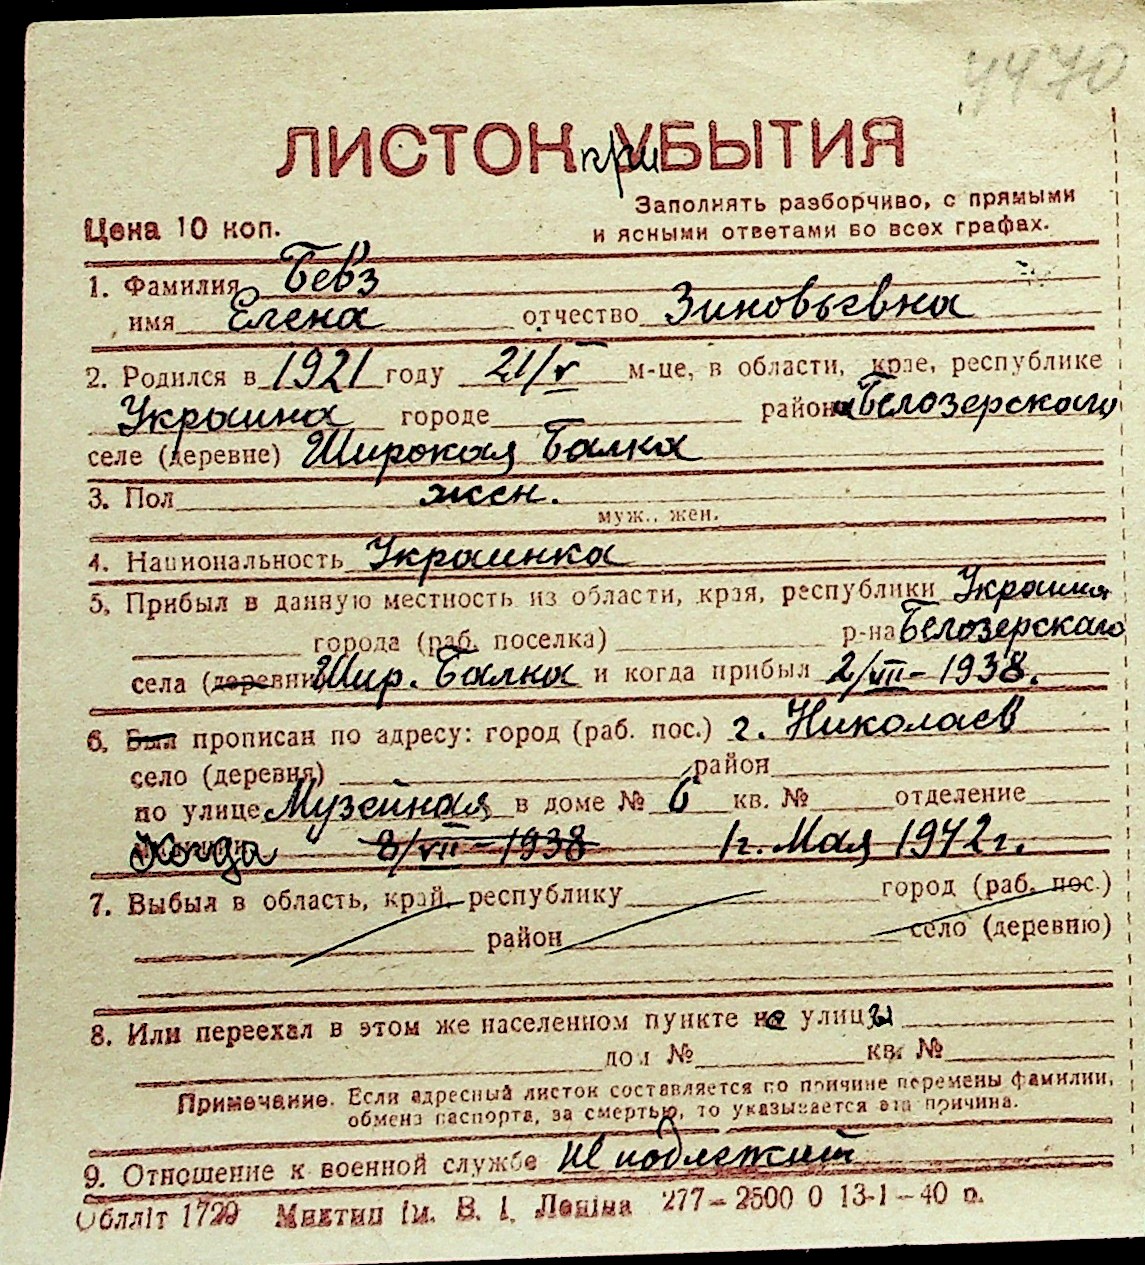 4470
ЛИСТОК при УБЫТИЯ
Заполнять разборчиво, с прямыми
Цена 10 коп. и ясными ответами во всех графах.
1. Фамилия Бевз
имя Елена отчество Зиновьевна
2. Родился в 1921 году 21/V м-це, в области, крае, республике
Украина городе район Белозерского
селе (деревне) Широкая Балка
3. Пол жен.
муж., жен.
4. Национальность Украинка
5. Прибыл в данную местность из области, края, республики Украина
города (раб. поселка) р-на Белозерского
села (деревни) Шир. Балка и когда прибыл 2/VII - 1938.
6. Был прописан по адресу: город (раб. пос.) г. Николаев
село (деревня) район
по улице Музейная в доме № 6 кв. № отделение
Когда 8/VII - 1938 1г. Мая 1942г.
7. Выбыл в область, край, республику город (раб. пос.)
район село (деревню)
8. Или переехал в этом же населенном пункте не улицы
дом № кв. №
Примечание. Если адресный листок составляется по причине перемены фамилии,
обмена паспорта, за смертью, то указывается эта причина.
9. Отношение к военной службе не подлежит
Обллiт 1729 Миктип iм. В. I. Ленiна 277-2500 0 13-1-40 п.